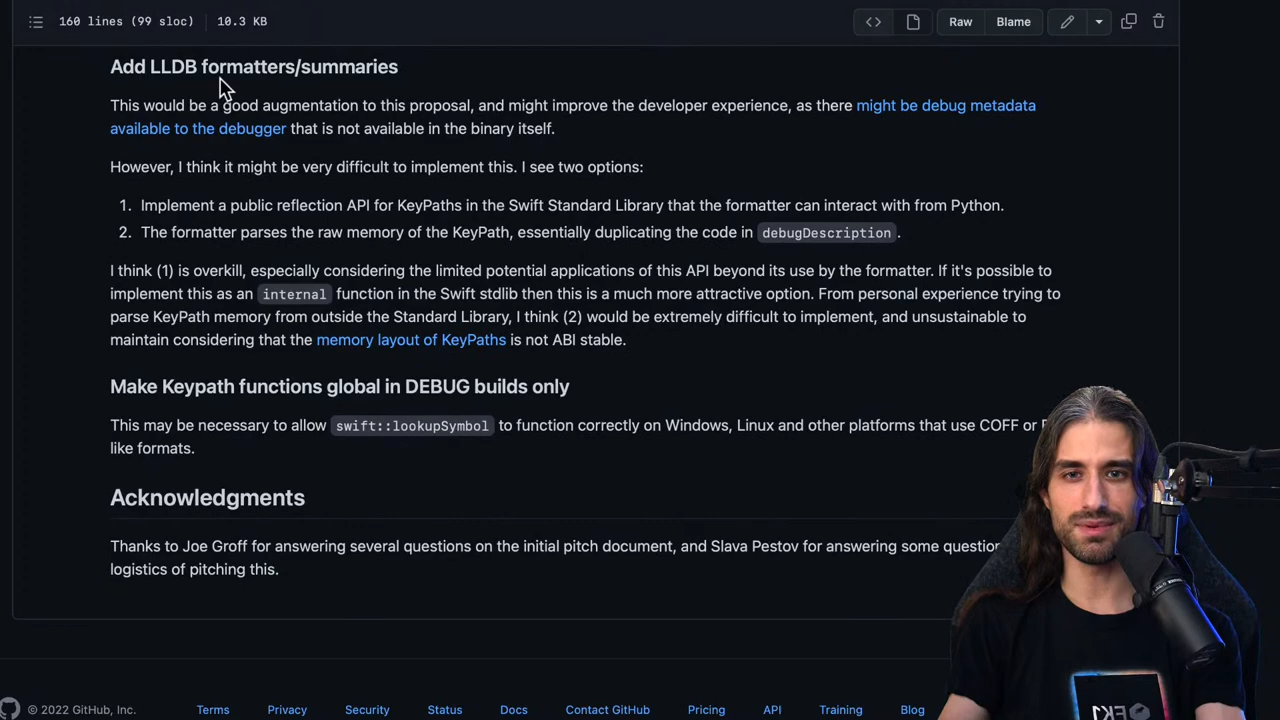 160 lines (99 sloc) 10.3 KB
Raw Blame
Add LLDB formatters/summaries
This would be a good augmentation to this proposal, and might improve the developer experience, as there might be debug metadata
available to the debugger that is not available in the binary itself.
However, I think it might be very difficult to implement this. I see two options:
1. Implement a public reflection API for KeyPaths in the Swift Standard Library that the formatter can interact with from Python.
2. The formatter parses the raw memory of the KeyPath, essentially duplicating the code in debugDescription.
I think (1) is overkill, especially considering the limited potential applications of this API beyond its use by the formatter. If it's possible to
implement this as an internal function in the Swift stdlib then this is a much more attractive option. From personal experience trying to
parse KeyPath memory from outside the Standard Library, I think (2) would be extremely difficult to implement, and unsustainable to
maintain considering that the memory layout of KeyPaths is not ABI stable.
Make Keypath functions global in DEBUG builds only
This may be necessary to allow swift::lookupSymbol to function correctly on Windows, Linux and other platforms that use COFF or
like formats.
Acknowledgments
Thanks to Joe Groff for answering several questions on the initial pitch document, and Slava Pestov for answering some
logistics of pitching this.
© 2022 GitHub, Inc. Terms Privacy Security Status Docs Contact GitHub Pricing API Training Blog